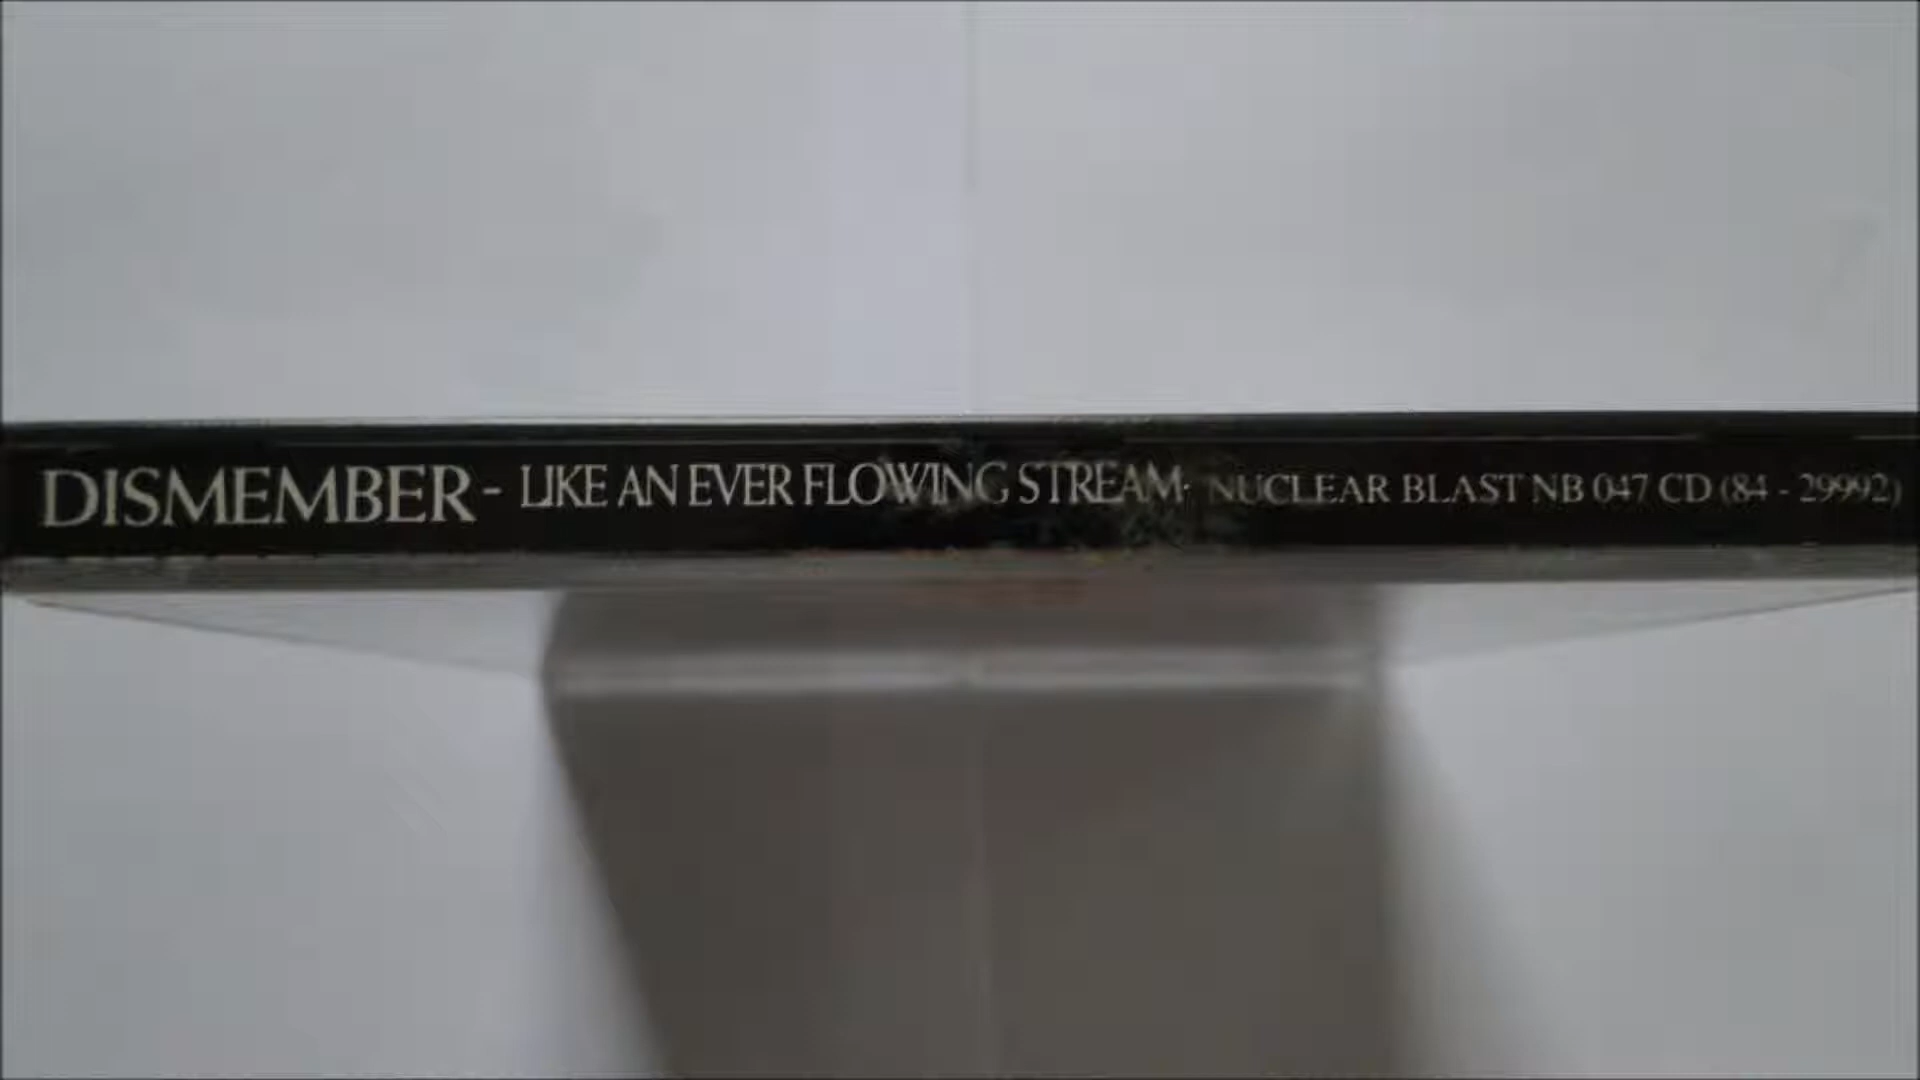 DISMEMBER - LIKE AN EVER FLOWING STREAM · NUCLEAR BLAST NB 047 CD (84 - 29992)